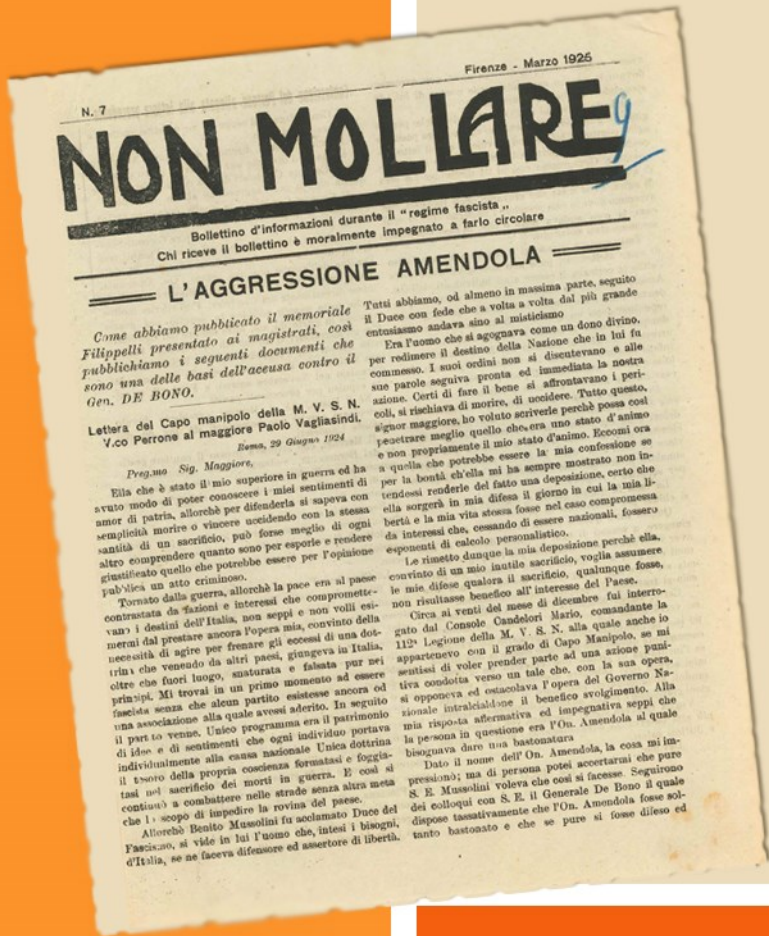 N. 7
Firenze - Marzo 1925
NON MOLLARE
9
Bollettino d'informazioni durante il "regime fascista„
Chi riceve il bollettino è moralmente impegnato a farlo circolare
L'AGGRESSIONE AMENDOLA
Come abbiamo pubblicato il memoriale
Filippelli presentato ai magistrati, così
pubblichiamo i seguenti documenti che
sono una delle basi dell'accusa contro il
Gen. DE BONO.
Lettera del Capo manipolo della M. V. S. N.
V.co Perrone al maggiore Paolo Vagliasindi.
Roma, 29 Giugno 1924
Preg.mo Sig. Maggiore,
Ella che è stato il mio superiore in guerra ed ha
avuto modo di poter conoscere i miei sentimenti di
amor di patria, allorchè per difenderla si sapeva con
semplicità morire o vincere uccidendo con la stessa
santità di un sacrificio, può forse meglio di ogni
altro comprendere quanto sono per esporle e rendere
giustificato quello che potrebbe essere per l'opinione
pubblica un atto criminoso.
Tornato dalla guerra, allorchè la pace era al paese
contrastata da fazioni e interessi che compromette-
vano i destini dell'Italia, non seppi e non volli esi-
mermi dal prestare ancora l'opera mia, convinto della
necessità di agire per frenare gli eccessi di una dot-
trina che venendo da altri paesi, giungeva in Italia,
oltre che fuori luogo, snaturata e falsata pur nei
principi. Mi trovai in un primo momento ad essere
fascista senza che alcun partito esistesse ancora od
una associazione alla quale avessi aderito. In seguito
il partito venne. Unico programma era il patrimonio
di idee e di sentimenti che ogni individuo portava
individualmente alla causa nazionale Unica dottrina
il tesoro della propria coscienza formatasi e foggia-
tasi nel sacrificio dei morti in guerra. E così si
continuò a combattere nelle strade senza altra meta
che lo scopo di impedire la rovina del paese.
Allorchè Benito Mussolini fu acclamato Duce del
Fascismo, si vide in lui l'uomo che, intesi i bisogni,
d'Italia, se ne faceva difensore ed assertore di libertà.
Tutti abbiamo, od almeno in massima parte, seguito
il Duce con fede che a volta a volta dal più grande
entusiasmo andava sino al misticismo
Era l'uomo che si agognava come un dono divino,
per redimere il destino della Nazione che in lui fu
commesso. I suoi ordini non si discutevano e alle
sue parole seguiva pronta ed immediata la nostra
azione. Certi di fare il bene si affrontavano i peri-
coli, si rischiava di morire, di uccidere. Tutto questo,
signor maggiore, ho voluto scriverle perchè possa così
penetrare meglio quello che era uno stato d'animo
e non propriamente il mio stato d'animo. Eccomi ora
a quella che potrebbe essere la mia confessione se
per la bontà ch'ella mi ha sempre mostrato non in-
tendessi renderle del fatto una deposizione, certo che
ella sorgerà in mia difesa il giorno in cui la mia li-
bertà e la mia vita stessa fosse nel caso compromessa
da interessi che, cessando di essere nazionali, fossero
esponenti di calcolo personalistico.
Le rimetto dunque la mia deposizione perchè ella,
convinto di un mio inutile sacrificio, voglia assumere
le mie difese qualora il sacrificio, qualunque fosse,
non risultasse benefico all'interesse del Paese.
Circa ai venti del mese di dicembre fui interro-
gato dal Console Candelori Mario, comandante la
112ª Legione della M. V. S. N. alla quale anche io
appartenevo con il grado di Capo Manipolo, se mi
sentissi di voler prender parte ad una azione puni-
tiva condotta verso un tale che, con la sua opera,
si opponeva ed ostacolava l'opera del Governo Na-
zionale intralciandone il benefico svolgimento. Alla
mia risposta affermativa ed impegnativa seppi che
la persona in questione era l'On. Amendola al quale
bisognava dare una bastonatura
Dato il nome dell'On. Amendola, la cosa mi im-
pressionò; ma di persona potei accertarmi che pure
S. E. Mussolini voleva che così si facesse. Seguirono
dei colloqui con S. E. il Generale De Bono il quale
dispose tassativamente che l'On. Amendola fosse sol-
tanto bastonato e che se pure si fosse difeso ed